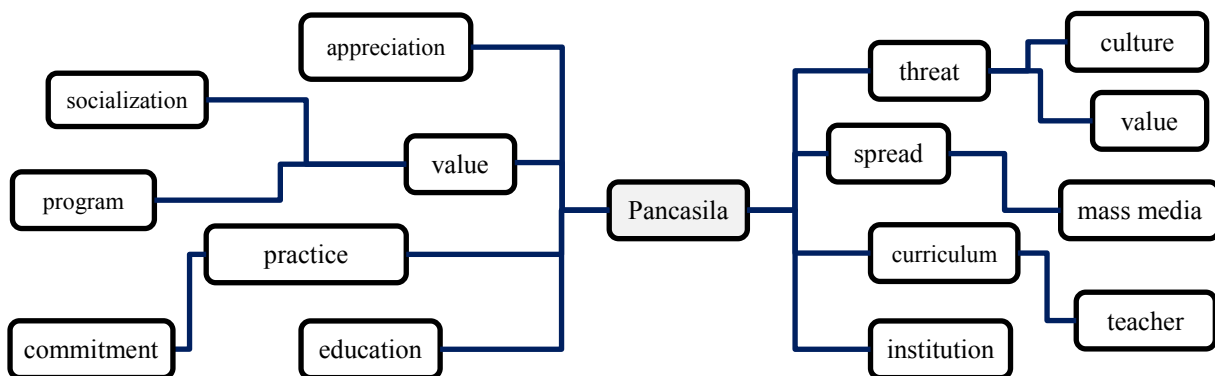 appreciation
socialization
value
program
practice
commitment
education
Pancasila
threat
culture
value
spread
mass media
curriculum
teacher
institution